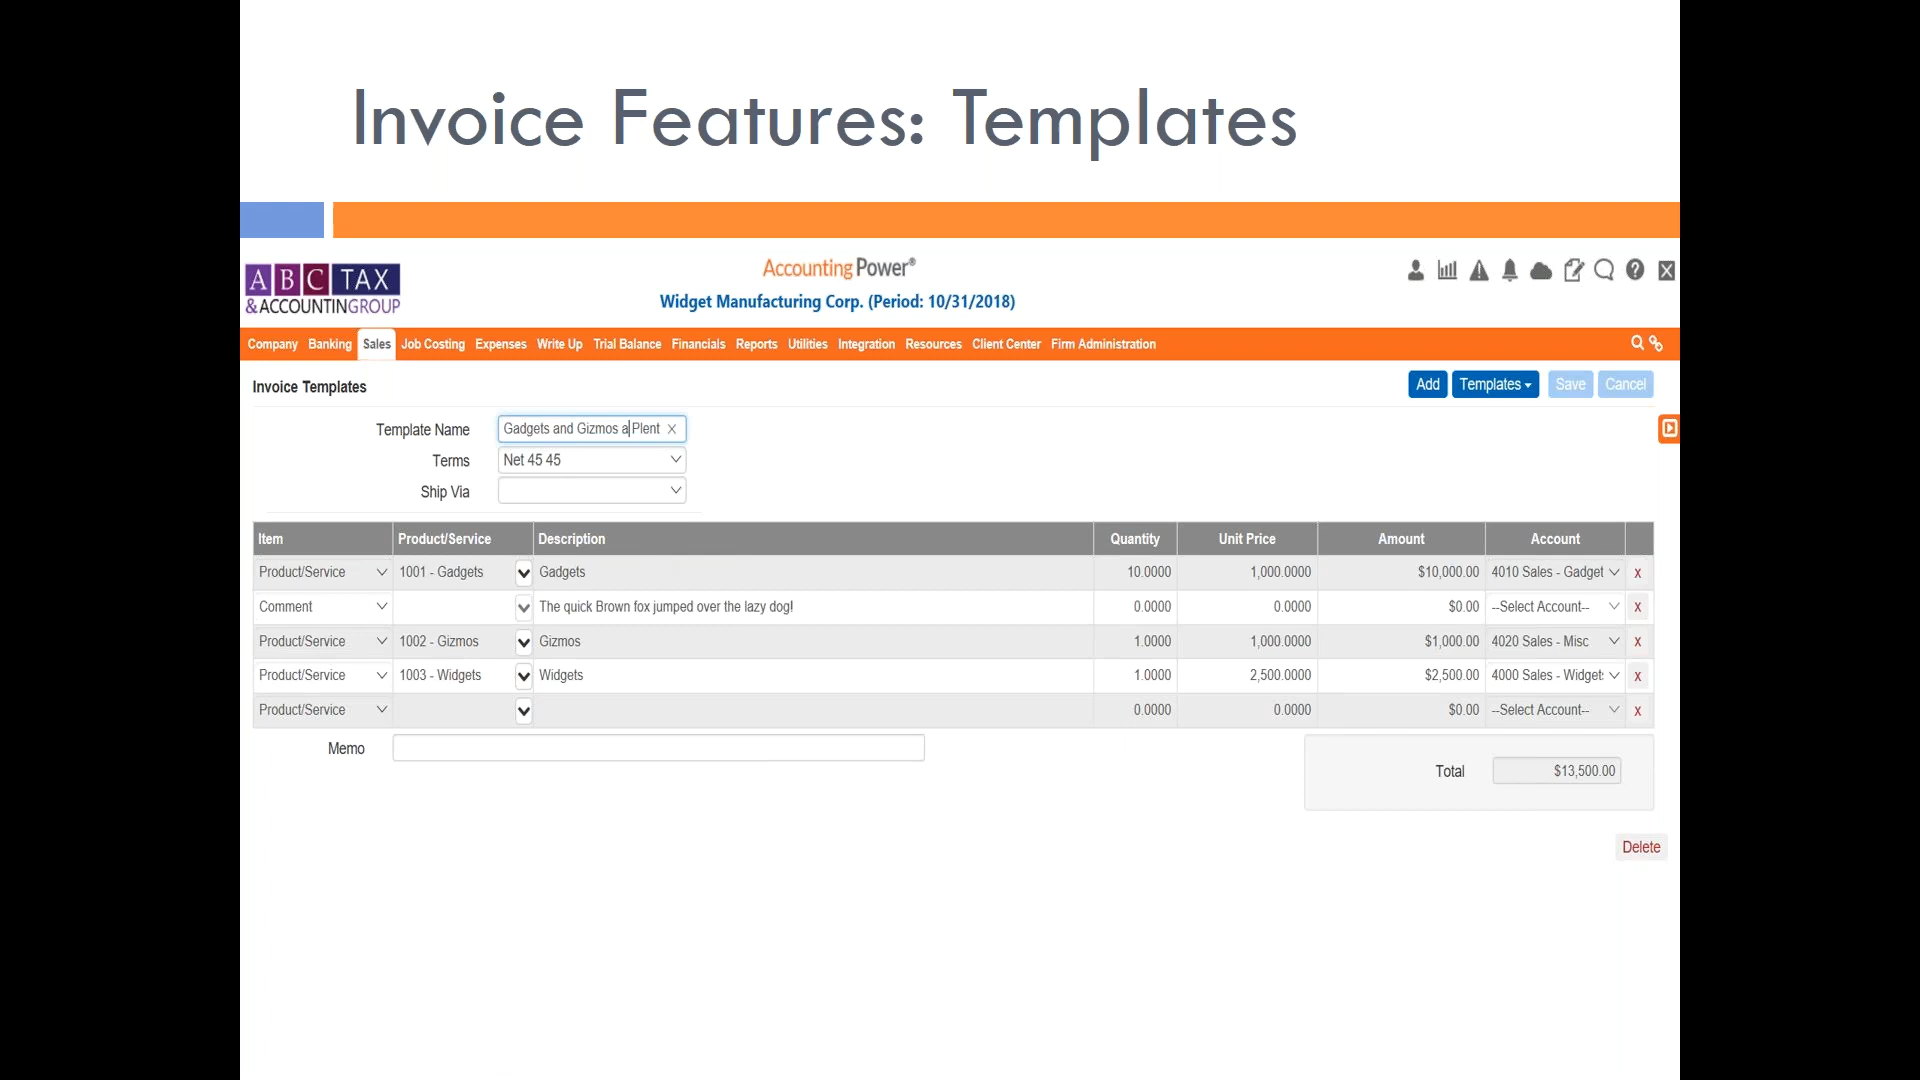 Invoice Features: Templates
ABC TAX
& ACCOUNTINGGROUP
Accounting Power®
Widget Manufacturing Corp. (Period: 10/31/2018)
Company Banking Sales Job Costing Expenses Write Up Trial Balance Financials Reports Utilities Integration Resources Client Center Firm Administration
Invoice Templates Add Templates Save Cancel
Template Name Gadgets and Gizmos a Plent
Terms Net 45 45
Ship Via
Item Product/Service Description Quantity Unit Price Amount Account
Product/Service 1001 - Gadgets Gadgets 10.0000 1,000.0000 $10,000.00 4010 Sales - Gadget x
Comment The quick Brown fox jumped over the lazy dog! 0.0000 0.0000 $0.00 --Select Account-- x
Product/Service 1002 - Gizmos Gizmos 1.0000 1,000.0000 $1,000.00 4020 Sales - Misc x
Product/Service 1003 - Widgets Widgets 1.0000 2,500.0000 $2,500.00 4000 Sales - Widget x
Product/Service 0.0000 0.0000 $0.00 --Select Account-- x
Memo
Total $13,500.00
Delete